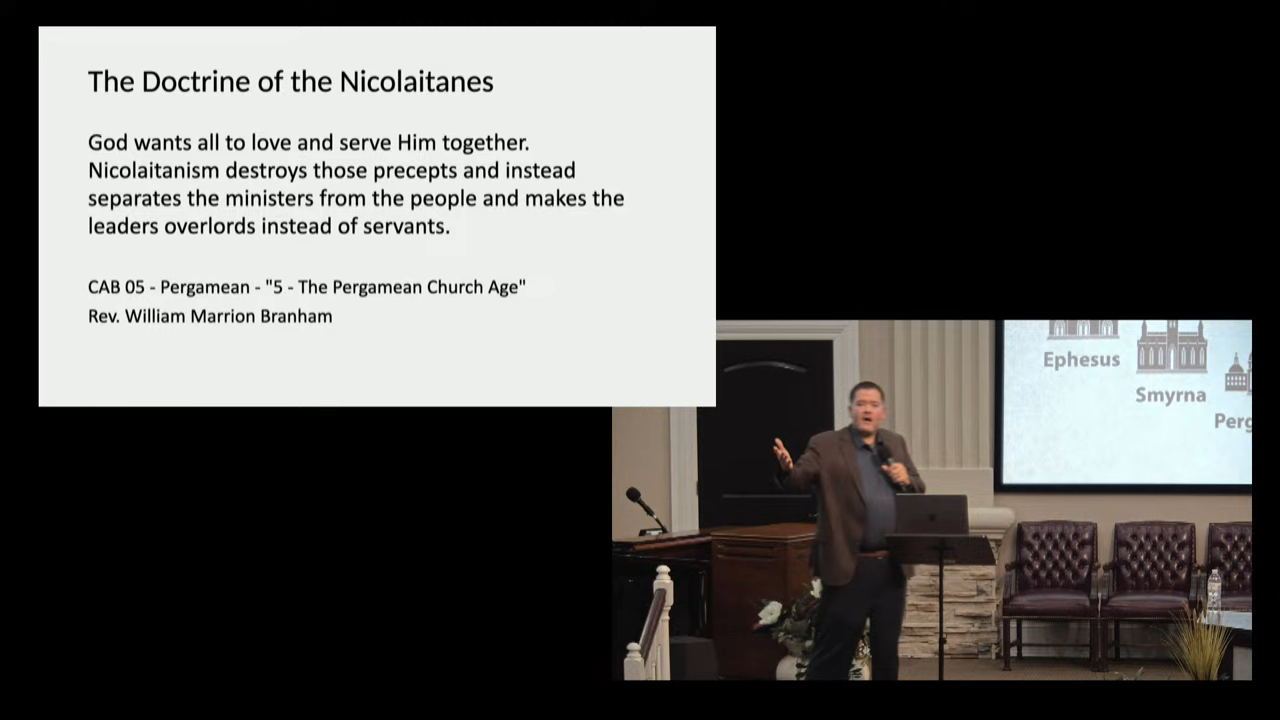 The Doctrine of the Nicolaitanes
God wants all to love and serve Him together.
Nicolaitanism destroys those precepts and instead
separates the ministers from the people and makes the
leaders overlords instead of servants.
CAB 05 - Pergamean - "5 - The Pergamean Church Age"
Rev. William Marrion Branham
Ephesus
Smyrna
Perg